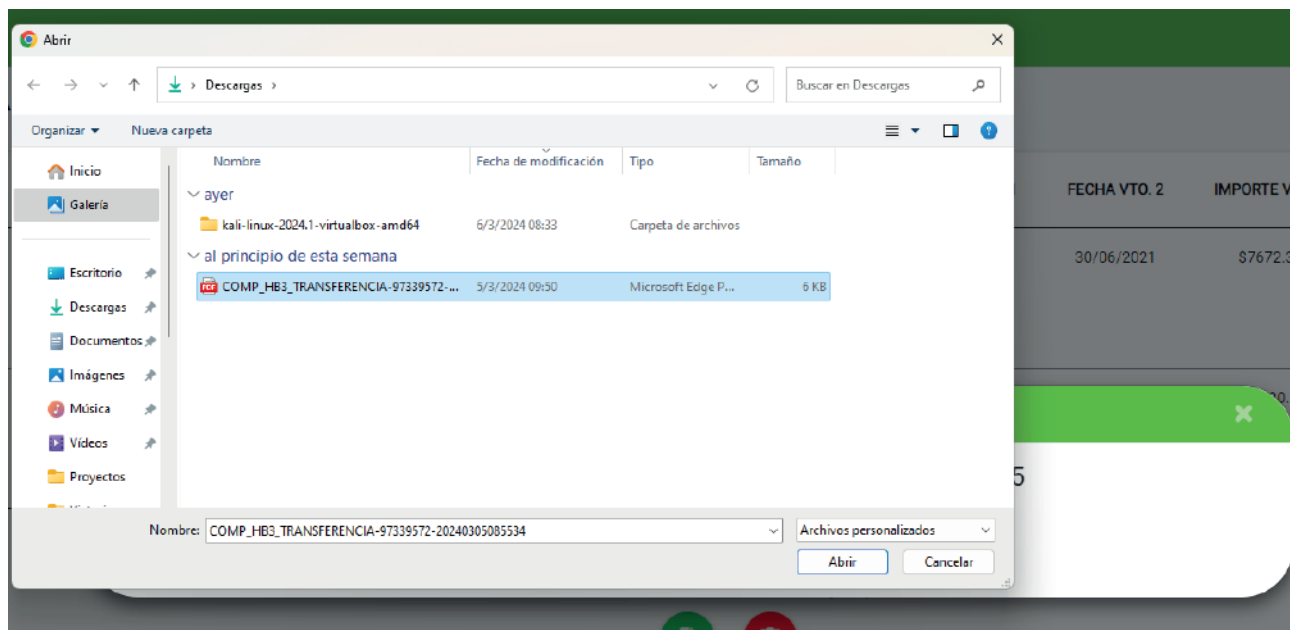 Abrir
Descargas
Buscar en Descargas
Organizar Nueva carpeta
Inicio
Galería
Escritorio
Descargas
Documentos
Imágenes
Música
Vídeos
Proyectos
Nombre Fecha de modificación Tipo Tamaño
ayer
kali-linux-2024.1-virtualbox-amd64 6/3/2024 08:33 Carpeta de archivos
al principio de esta semana
COMP_HB3_TRANSFERENCIA-97339572-... 5/3/2024 09:50 Microsoft Edge P... 6 KB
Nombre: COMP_HB3_TRANSFERENCIA-97339572-20240305085534 Archivos personalizados
Abrir Cancelar
FECHA VTO. 2 IMPORTE V
30/06/2021 $7672.3
5